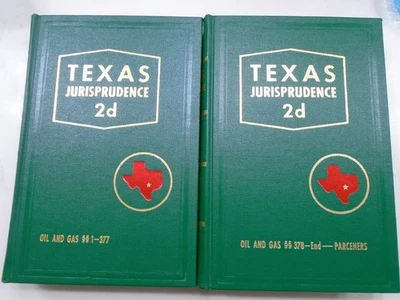 TEXAS
JURISPRUDENCE
2d
OIL AND GAS §§ 1–377
TEXAS
JURISPRUDENCE
2d
OIL AND GAS §§ 378–End — PARCENERS